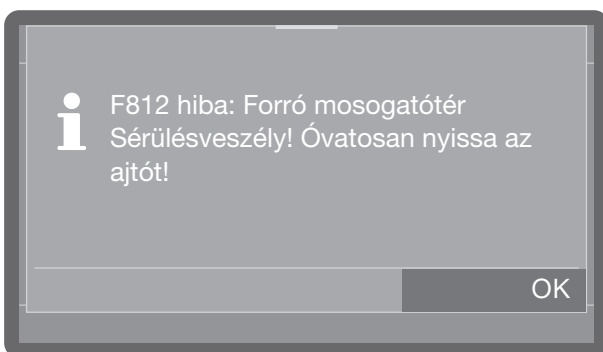 F812 hiba: Forró mosogatótér
Sérülésveszély! Óvatosan nyissa az
ajtót!
OK